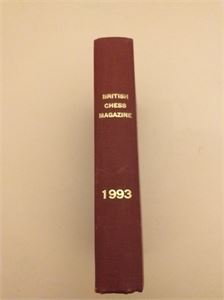 BRITISH
CHESS
MAGAZINE
1993